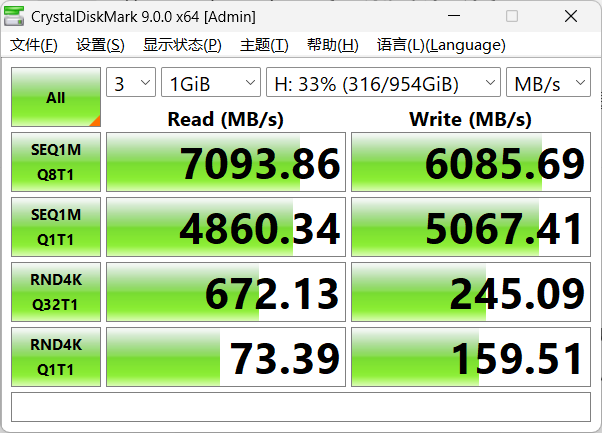 CrystalDiskMark 9.0.0 x64 [Admin]
文件(F) 设置(S) 显示状态(P) 主题(T) 帮助(H) 语言(L)(Language)
All 3 1GiB H: 33% (316/954GiB) MB/s
Read (MB/s) Write (MB/s)
SEQ1M
Q8T1 7093.86 6085.69
SEQ1M
Q1T1 4860.34 5067.41
RND4K
Q32T1 672.13 245.09
RND4K
Q1T1 73.39 159.51